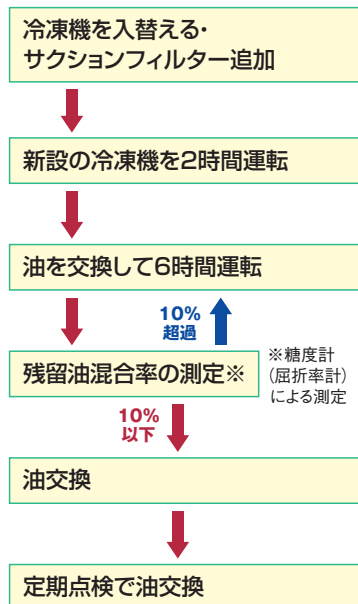 冷凍機を入替える・
サクションフィルター追加
新設の冷凍機を2時間運転
油を交換して6時間運転
10%
超過
残留油混合率の測定※
※糖度計
（屈折率計）
による測定
10%
以下
油交換
定期点検で油交換